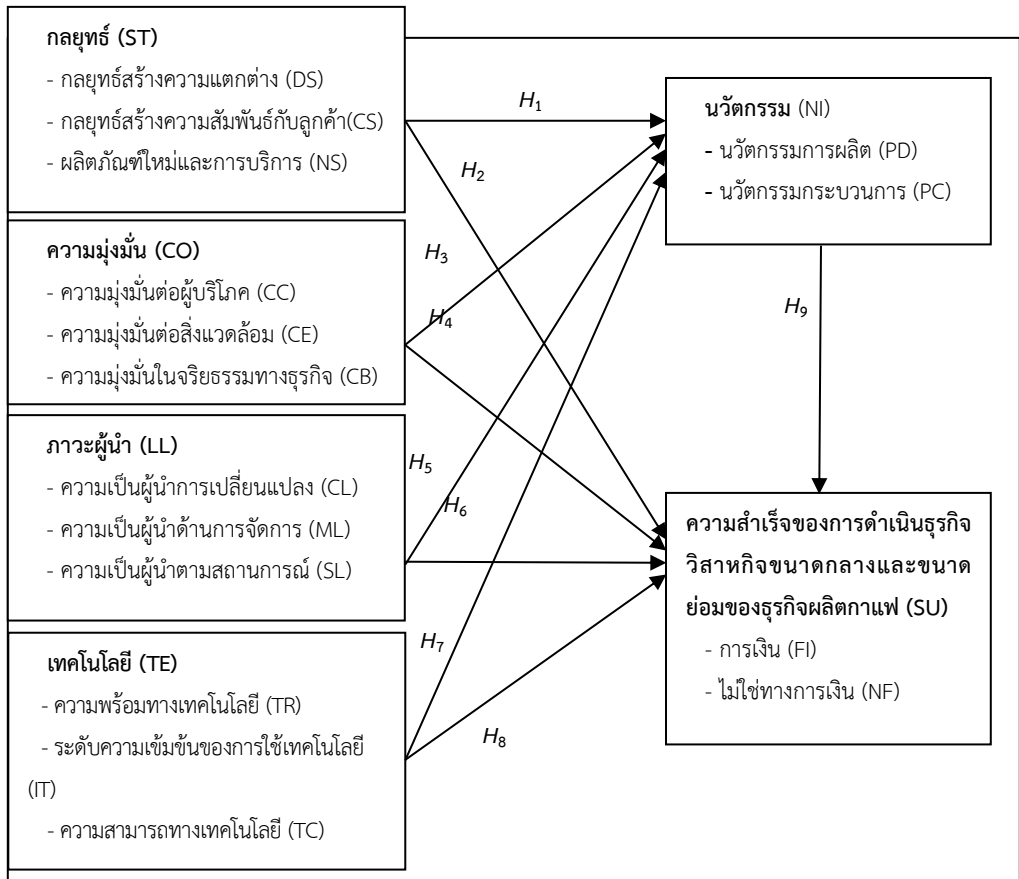 กลยุทธ์ (ST)
- กลยุทธ์สร้างความแตกต่าง (DS)
- กลยุทธ์สร้างความสัมพันธ์กับลูกค้า(CS)
- ผลิตภัณฑ์ใหม่และการบริการ (NS)
ความมุ่งมั่น (CO)
- ความมุ่งมั่นต่อผู้บริโภค (CC)
- ความมุ่งมั่นต่อสิ่งแวดล้อม (CE)
- ความมุ่งมั่นในจริยธรรมทางธุรกิจ (CB)
ภาวะผู้นำ (LL)
- ความเป็นผู้นำการเปลี่ยนแปลง (CL)
- ความเป็นผู้นำด้านการจัดการ (ML)
- ความเป็นผู้นำตามสถานการณ์ (SL)
เทคโนโลยี (TE)
- ความพร้อมทางเทคโนโลยี (TR)
- ระดับความเข้มข้นของการใช้เทคโนโลยี
(IT)
- ความสามารถทางเทคโนโลยี (TC)
H1
H2
H3
H4
H5
H6
H7
H8
นวัตกรรม (NI)
- นวัตกรรมการผลิต (PD)
- นวัตกรรมกระบวนการ (PC)
H9
ความสำเร็จของการดำเนินธุรกิจ
วิสาหกิจขนาดกลางและขนาด
ย่อมของธุรกิจผลิตกาแฟ (SU)
- การเงิน (FI)
- ไม่ใช่ทางการเงิน (NF)